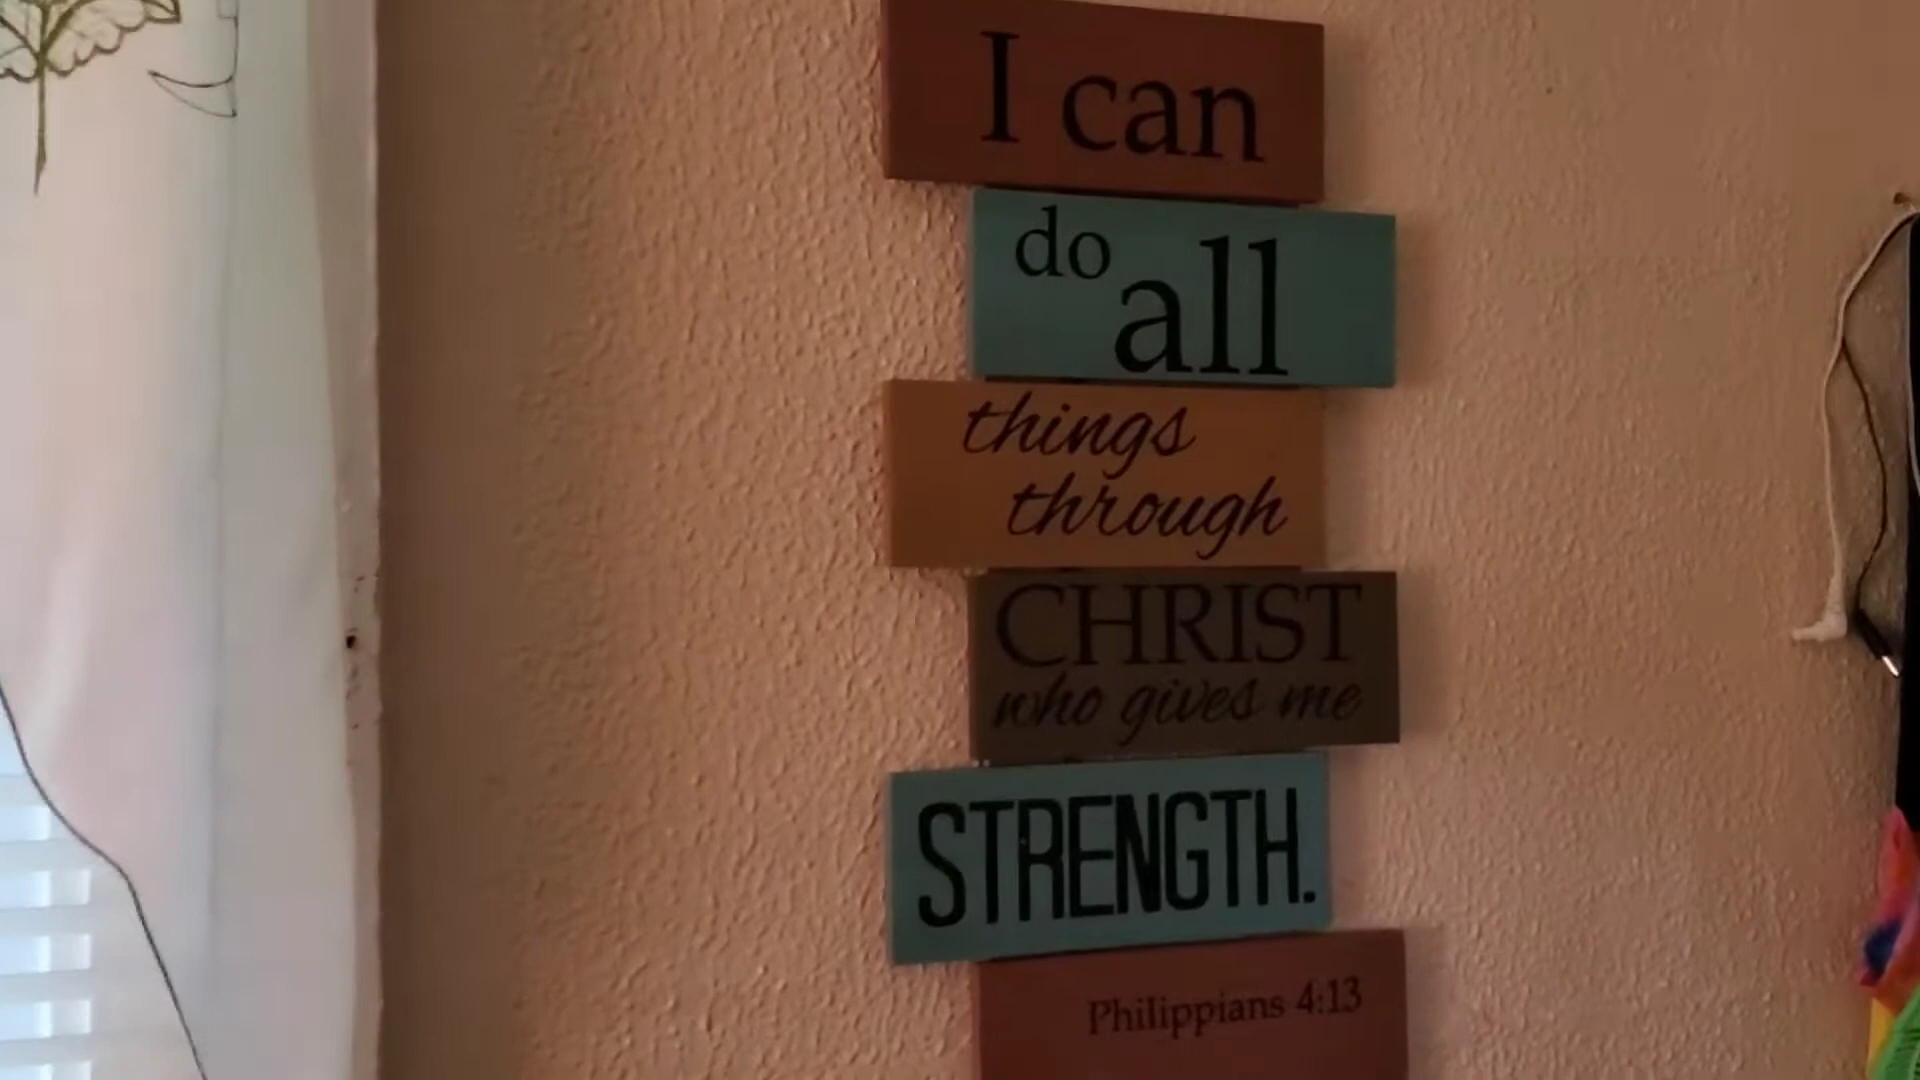 I can
do all
things
through
CHRIST
who gives me
STRENGTH.
Philippians 4:13